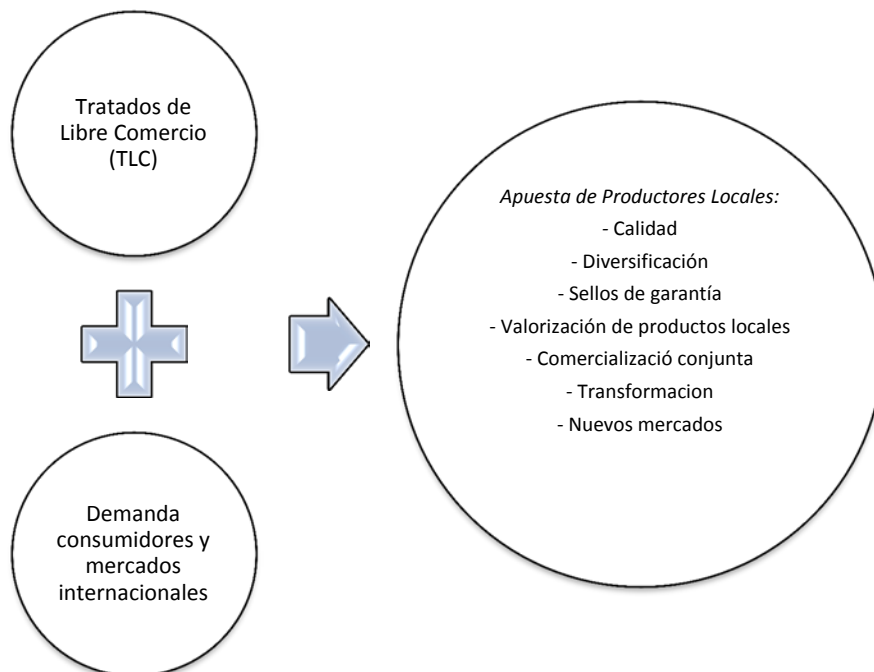 Tratados de
Libre Comercio
(TLC)
Demanda
consumidores y
mercados
internacionales
Apuesta de Productores Locales:
- Calidad
- Diversificación
- Sellos de garantía
- Valorización de productos locales
- Comercializació conjunta
- Transformacion
- Nuevos mercados